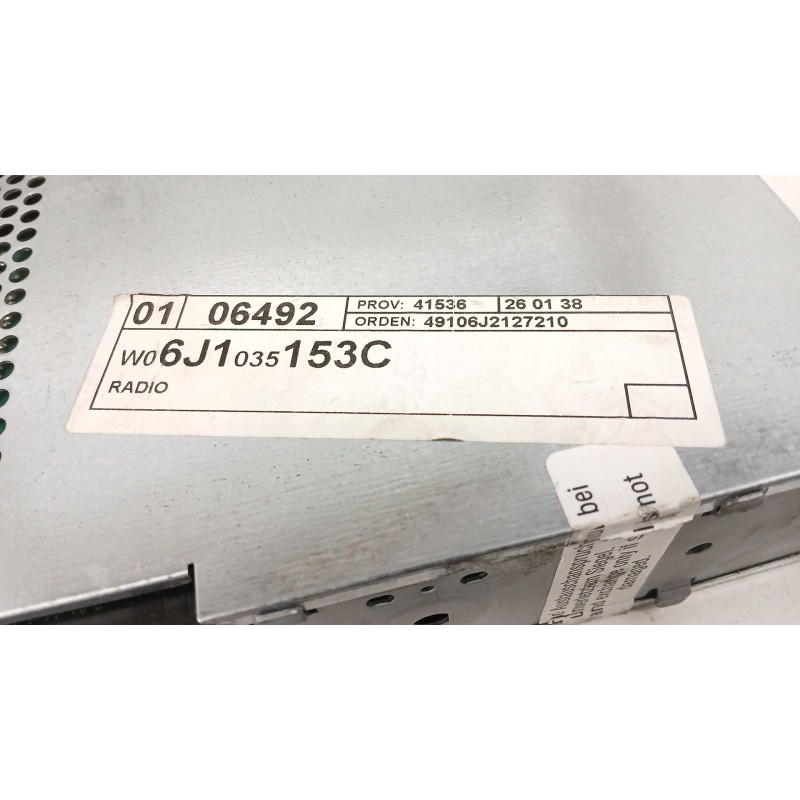 01 06492 PROV: 41536 26 01 38
ORDEN: 49106J2127210
W06J1035153C
RADIO
bei
not